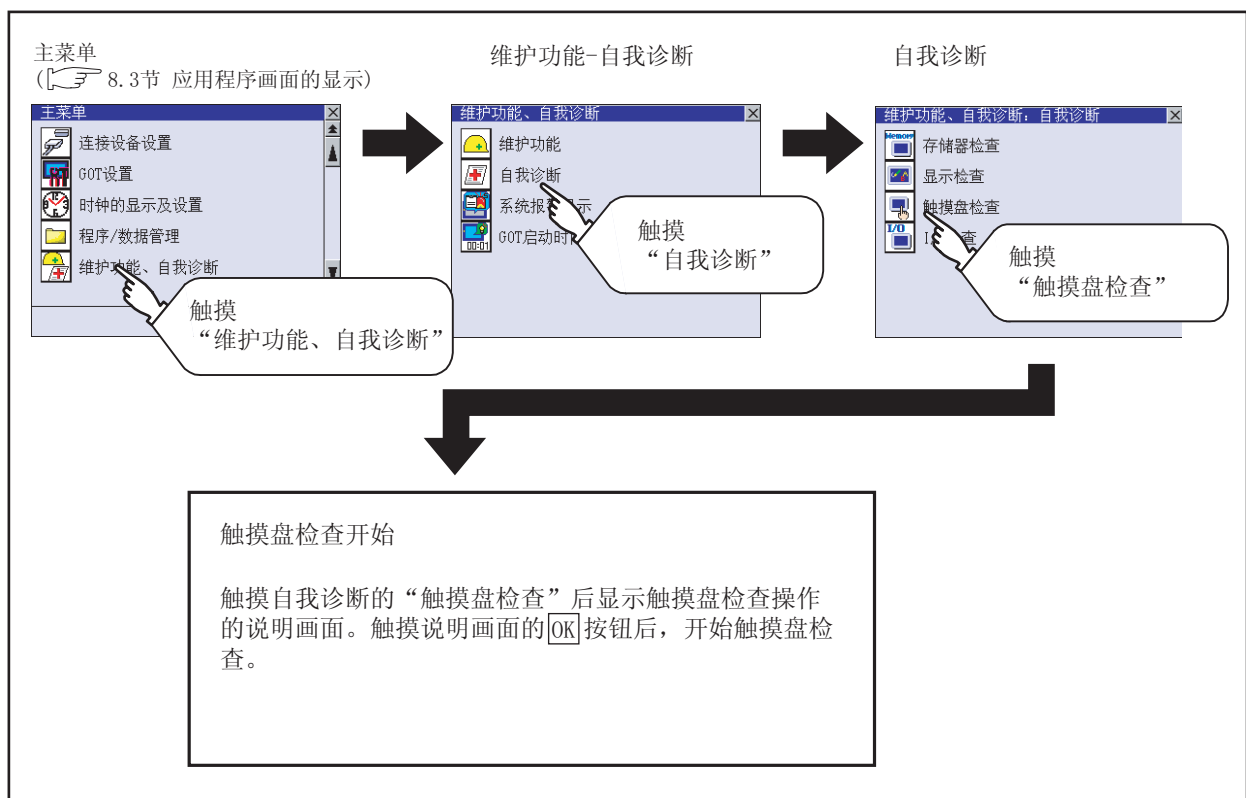 主菜单
(8.3节 应用程序画面的显示)
维护功能-自我诊断
自我诊断
主菜单
连接设备设置
GOT设置
时钟的显示及设置
程序/数据管理
维护功能、自我诊断
触摸
“维护功能、自我诊断”
维护功能、自我诊断
维护功能
自我诊断
系统报 示
GOT启动时
00:01
触摸
“自我诊断”
维护功能、自我诊断: 自我诊断
Memory
存储器检查
显示检查
触摸盘检查
I/O
I 查
触摸
“触摸盘检查”
触摸盘检查开始
触摸自我诊断的“触摸盘检查”后显示触摸盘检查操作
的说明画面。触摸说明画面的OK按钮后，开始触摸盘检
查。